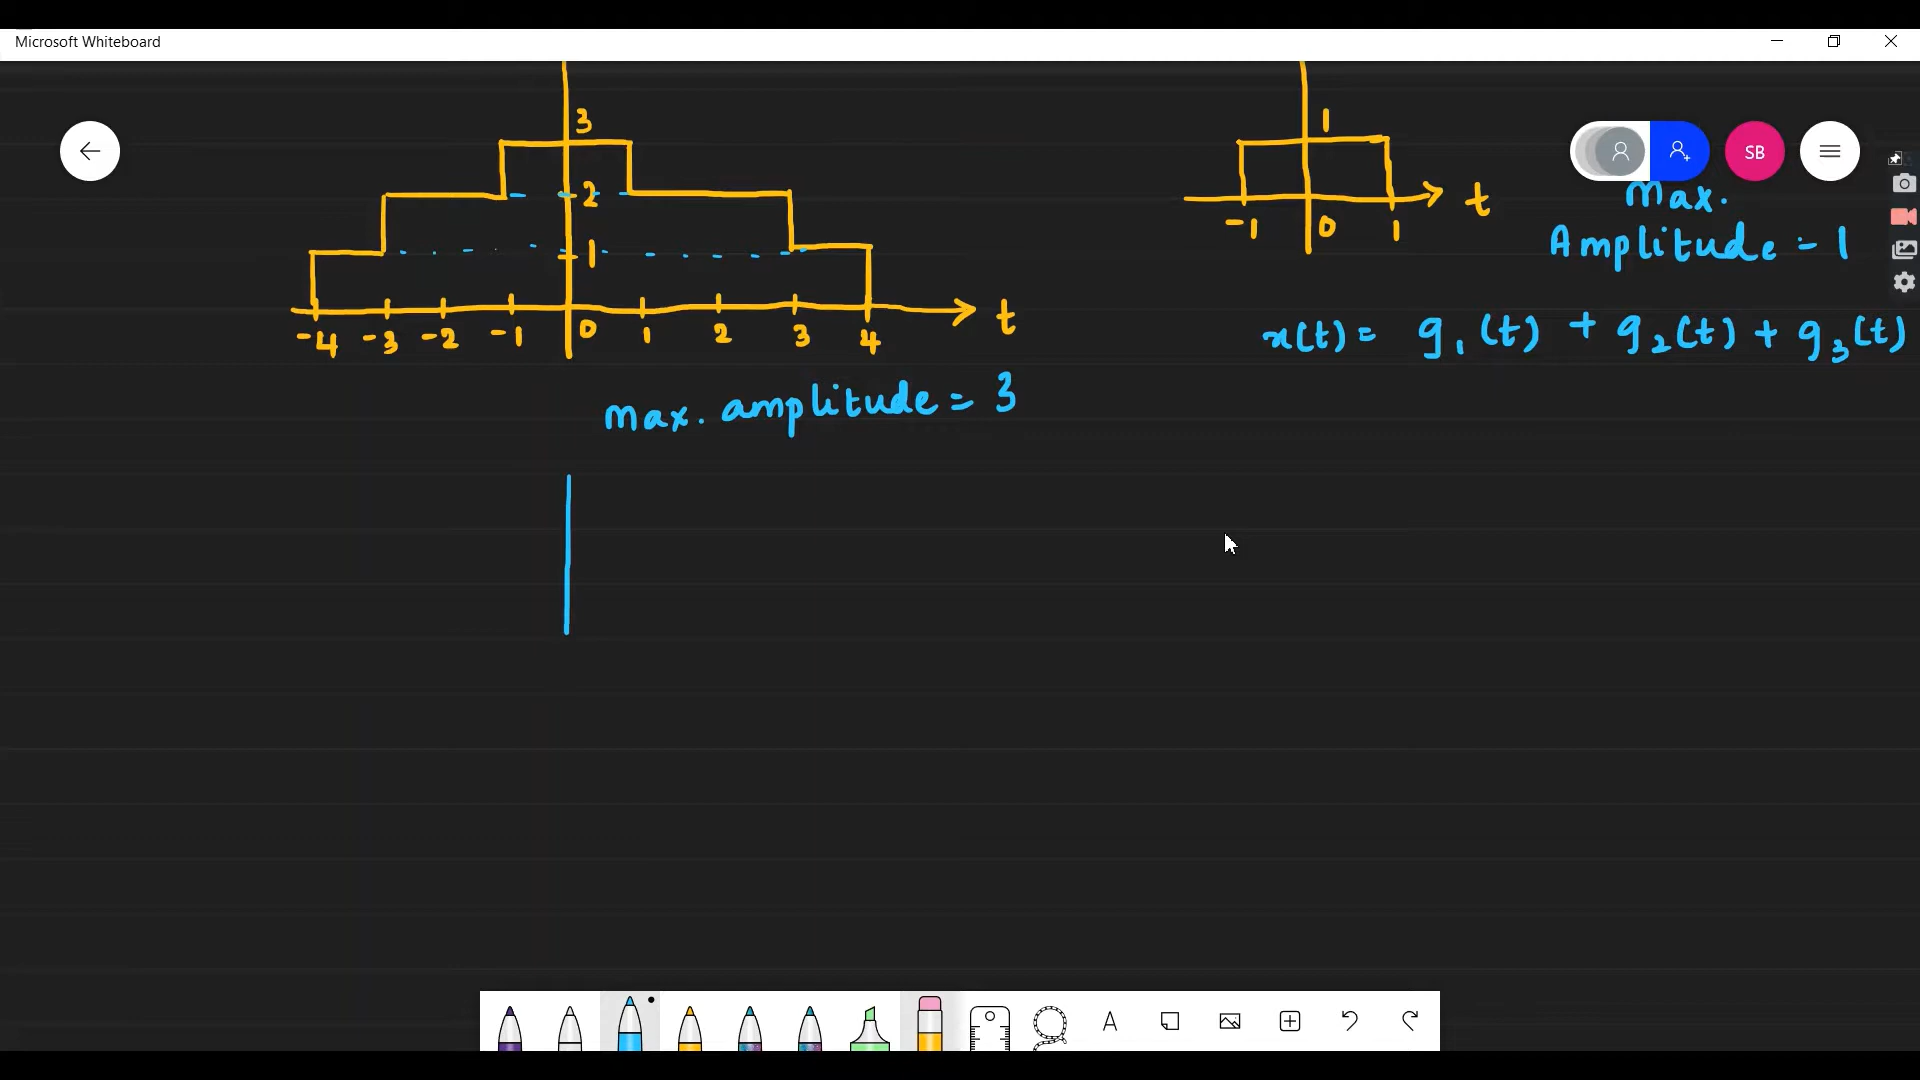 Microsoft Whiteboard
3
2
1
-4 -3 -2 -1 0 1 2 3 4 t
max. amplitude = 3
1
-1 0 1 t
SB
Max.
Amplitude = 1
x(t) = g₁(t) + g₂(t) + g₃(t)
A